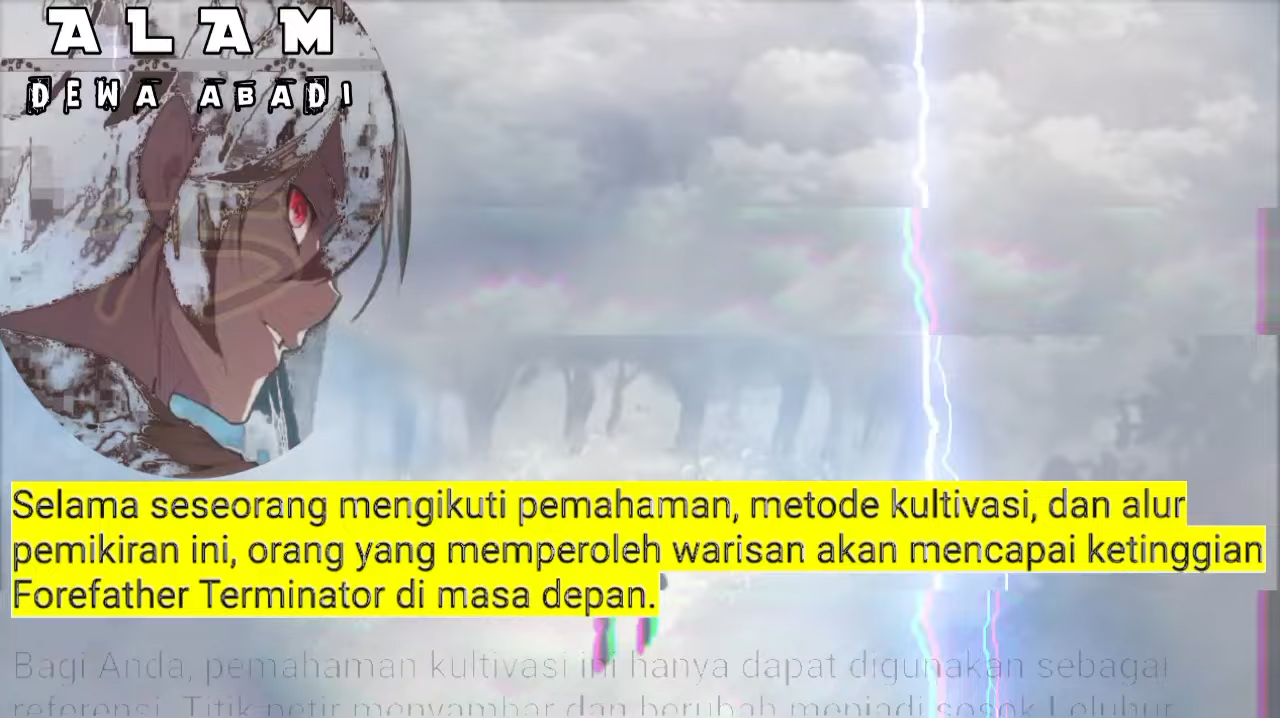 ALAM
DEWA ABADI
Selama seseorang mengikuti pemahaman, metode kultivasi, dan alur
pemikiran ini, orang yang memperoleh warisan akan mencapai ketinggian
Forefather Terminator di masa depan.
Bagi Anda, pemahaman kultivasi ini hanya dapat digunakan sebagai
referensi. Titik petir menyambar dan berubah menjadi sosok Leluhur